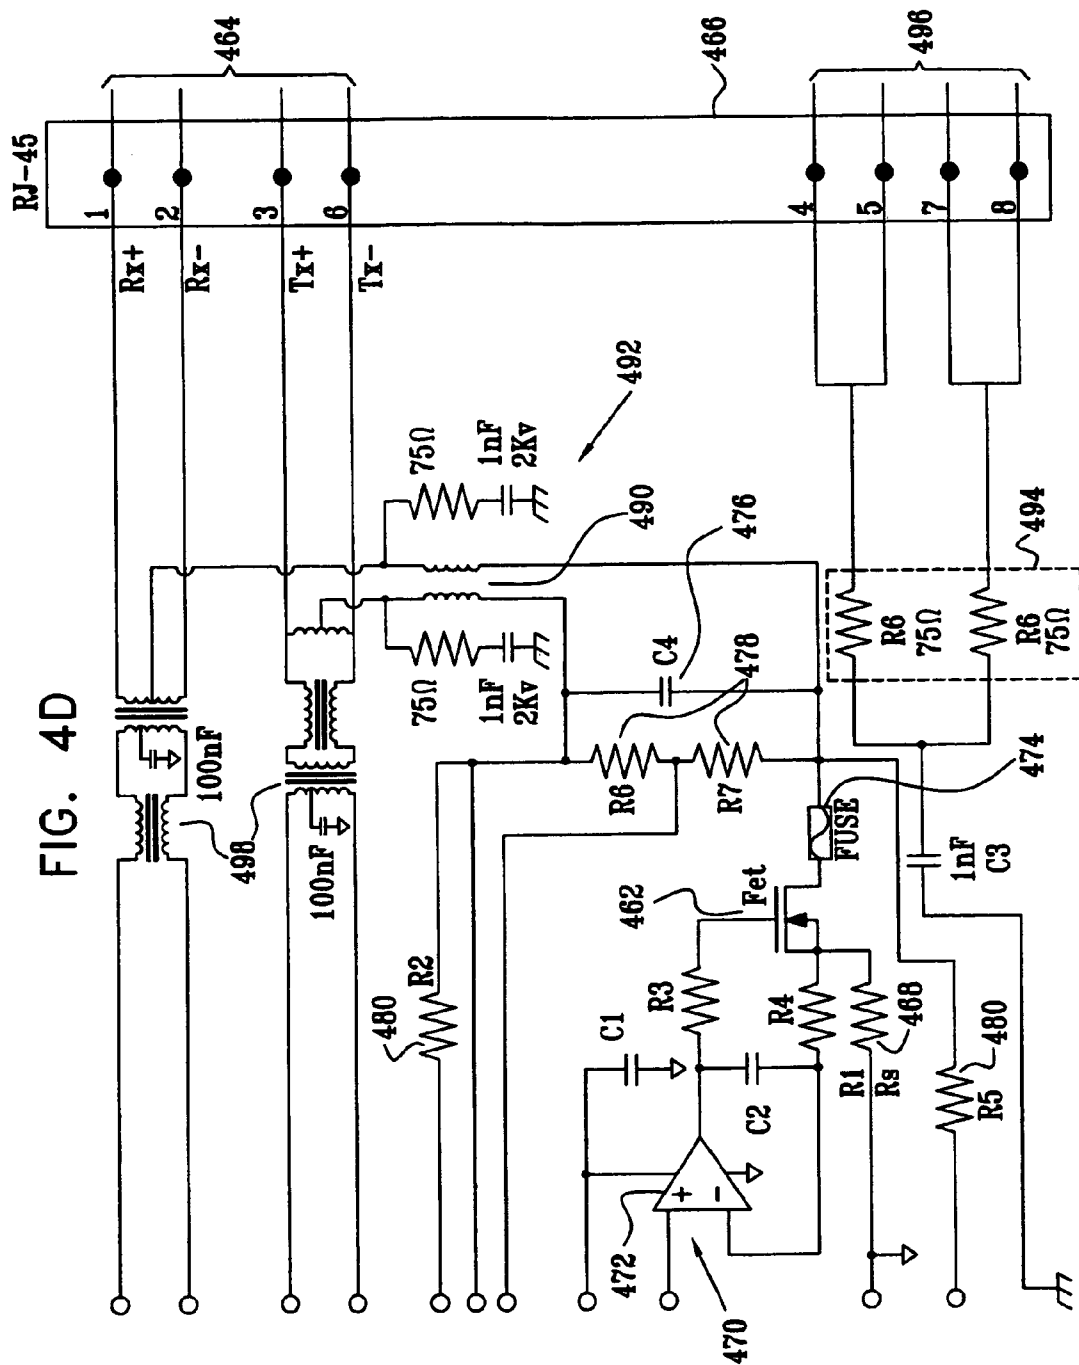 FIG. 4D
RJ-45
464
466
496
1
2
3
6
4
5
7
8
Rx+
Rx-
Tx+
Tx-
492
75Ω
1nF
2Kv
490
476
494
75Ω
1nF
2Kv
C4
478
R6
75Ω
R6
75Ω
100nF
498
100nF
R6
R7
474
FUSE
462
Fet
1nF
C3
R2
480
R3
C1
R4
468
C2
R1
Rs
480
R5
+
-
472
470